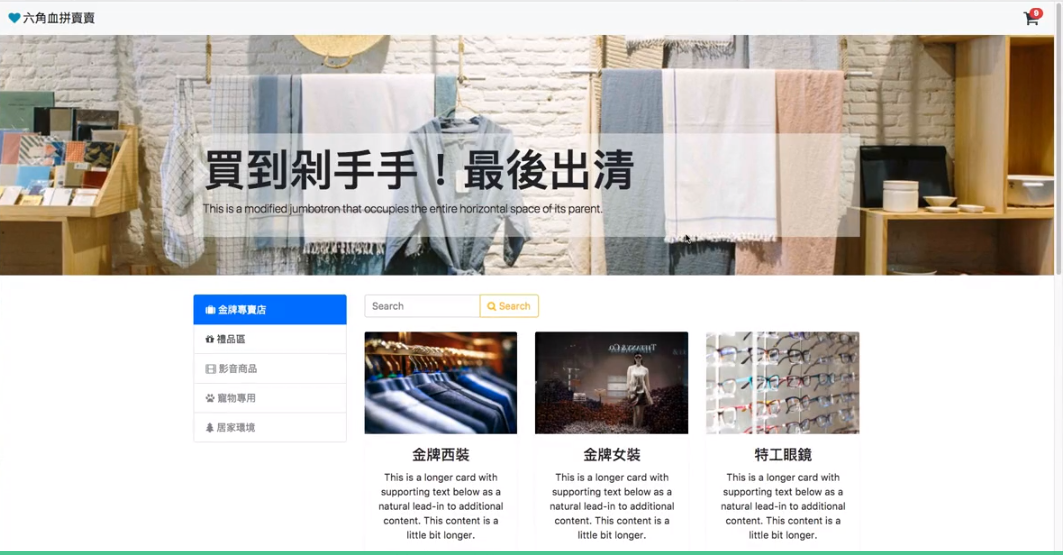 六角血拼賣賣
9
買到剁手手！最後出清
This is a modified jumbotron that occupies the entire horizontal space of its parent.
金牌專賣店
禮品區
影音商品
寵物專用
居家環境
Search
Search
TIFFANY & CO.
金牌西裝
This is a longer card with
supporting text below as a
natural lead-in to additional
content. This content is a
little bit longer.
金牌女裝
This is a longer card with
supporting text below as a
natural lead-in to additional
content. This content is a
little bit longer.
特工眼鏡
This is a longer card with
supporting text below as a
natural lead-in to additional
content. This content is a
little bit longer.